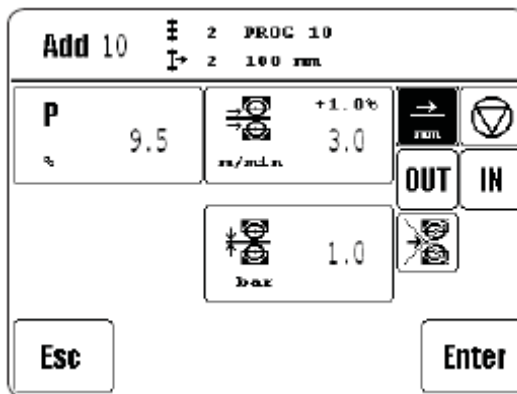 Add 10 2 PROG 10
2 100 mm
P +1.0%
% 9.5 3.0 mm
m/min
OUT IN
1.0
bar
Esc Enter